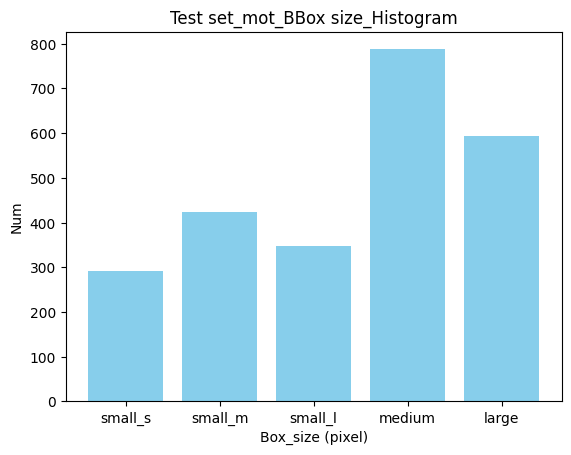 Test set_mot_BBox size_Histogram
800
700
600
500
400
300
200
100
0
Num
small_s small_m small_l medium large
Box_size (pixel)